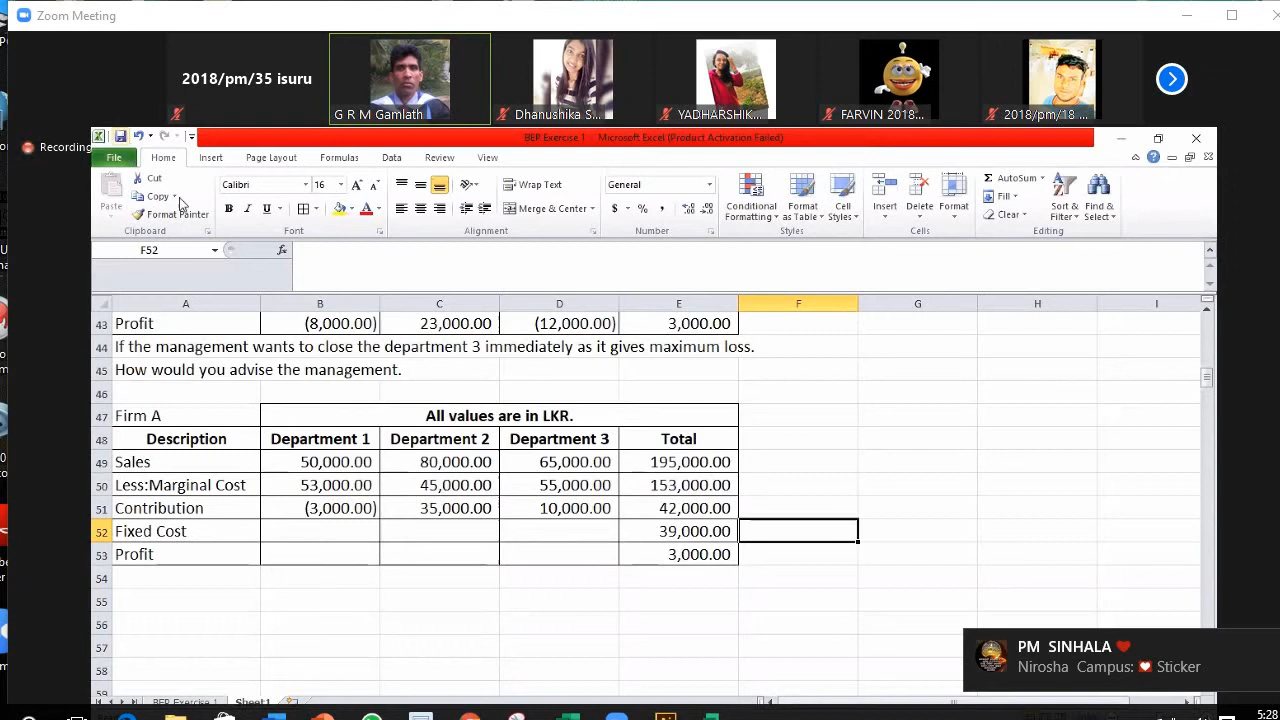 Zoom Meeting
2018/pm/35 isuru
G R M Gamlath
Dhanushika S...
YADHARSHIK...
FARVIN 2018...
2018/pm/18 ...
Recording
BEP Exercise 1 - Microsoft Excel (Product Activation Failed)
File Home Insert Page Layout Formulas Data Review View
Paste
Cut
Copy
Format Painter
Clipboard
Calibri 16
B I U
Font
Wrap Text
Merge & Center
Alignment
General
$ % ,
Number
Conditional Formatting
Format as Table
Cell Styles
Styles
Insert Delete Format
Cells
AutoSum
Fill
Clear
Sort & Filter
Find & Select
Editing
F52
fx
A B C D E F G H I
43 Profit (8,000.00) 23,000.00 (12,000.00) 3,000.00
44 If the management wants to close the department 3 immediately as it gives maximum loss.
45 How would you advise the management.
46
47 Firm A All values are in LKR.
48 Description Department 1 Department 2 Department 3 Total
49 Sales 50,000.00 80,000.00 65,000.00 195,000.00
50 Less:Marginal Cost 53,000.00 45,000.00 55,000.00 153,000.00
51 Contribution (3,000.00) 35,000.00 10,000.00 42,000.00
52 Fixed Cost 39,000.00
53 Profit 3,000.00
54
55
56
57
58
59
PM SINHALA
Nirosha Campus: Sticker
BEP Exercise 1 Sheet1
5:28